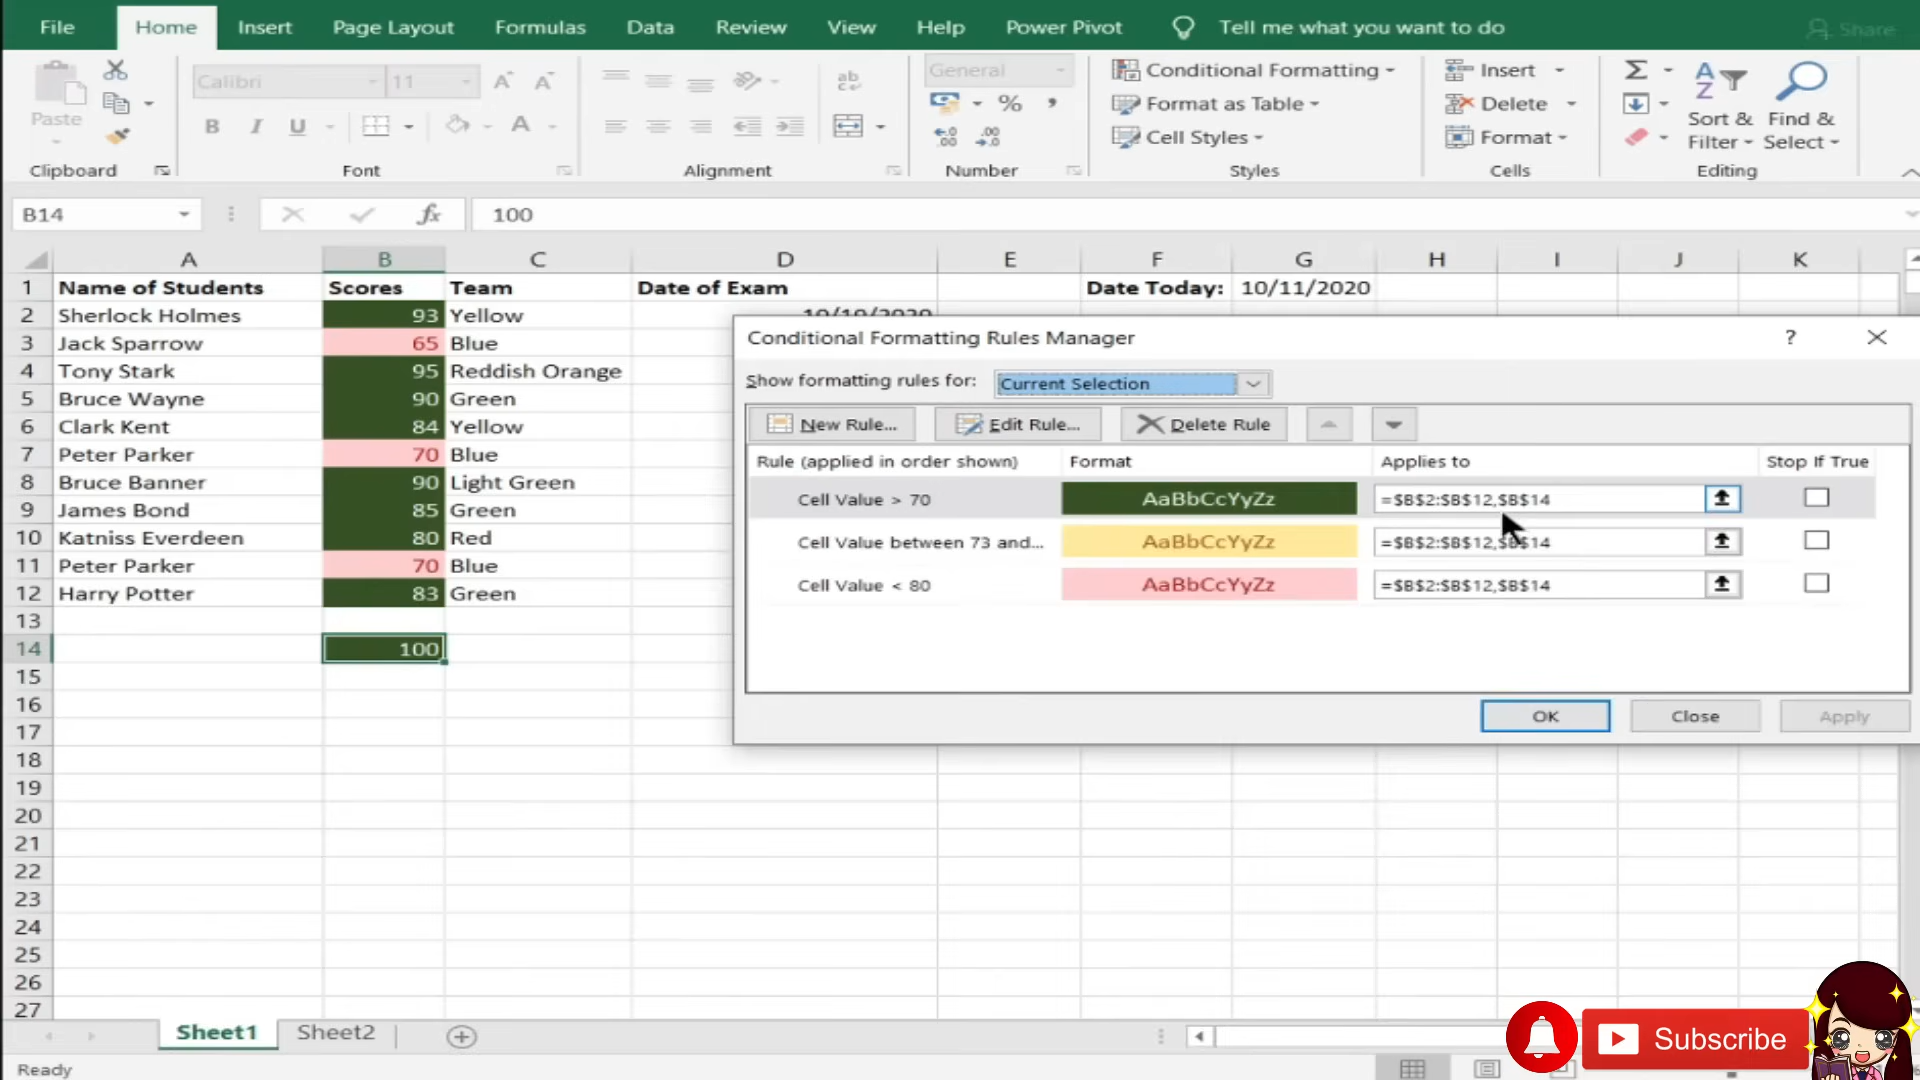 File Home Insert Page Layout Formulas Data Review View Help Power Pivot Tell me what you want to do Share
Calibri 11 General Conditional Formatting Insert
Format as Table Delete
Paste Sort & Find &
Cell Styles Format Filter Select
Clipboard Font Alignment Number Styles Cells Editing
B14 fx 100
A B C D E F G H I J K
1 Name of Students Scores Team Date of Exam Date Today: 10/11/2020
2 Sherlock Holmes 93 Yellow 10/10/2020
3 Jack Sparrow 65 Blue
4 Tony Stark 95 Reddish Orange
5 Bruce Wayne 90 Green
6 Clark Kent 84 Yellow
7 Peter Parker 70 Blue
8 Bruce Banner 90 Light Green
9 James Bond 85 Green
10 Katniss Everdeen 80 Red
11 Peter Parker 70 Blue
12 Harry Potter 83 Green
13
14 100
15
16
17
18
19
20
21
22
23
24
25
26
27
Conditional Formatting Rules Manager ?
Show formatting rules for: Current Selection
New Rule... Edit Rule... Delete Rule
Rule (applied in order shown) Format Applies to Stop If True
Cell Value > 70 AaBbCcYyZz =$B$2:$B$12,$B$14
Cell Value between 73 and... AaBbCcYyZz =$B$2:$B$12,$B$14
Cell Value < 80 AaBbCcYyZz =$B$2:$B$12,$B$14
OK Close Apply
Sheet1 Sheet2
Ready
Subscribe